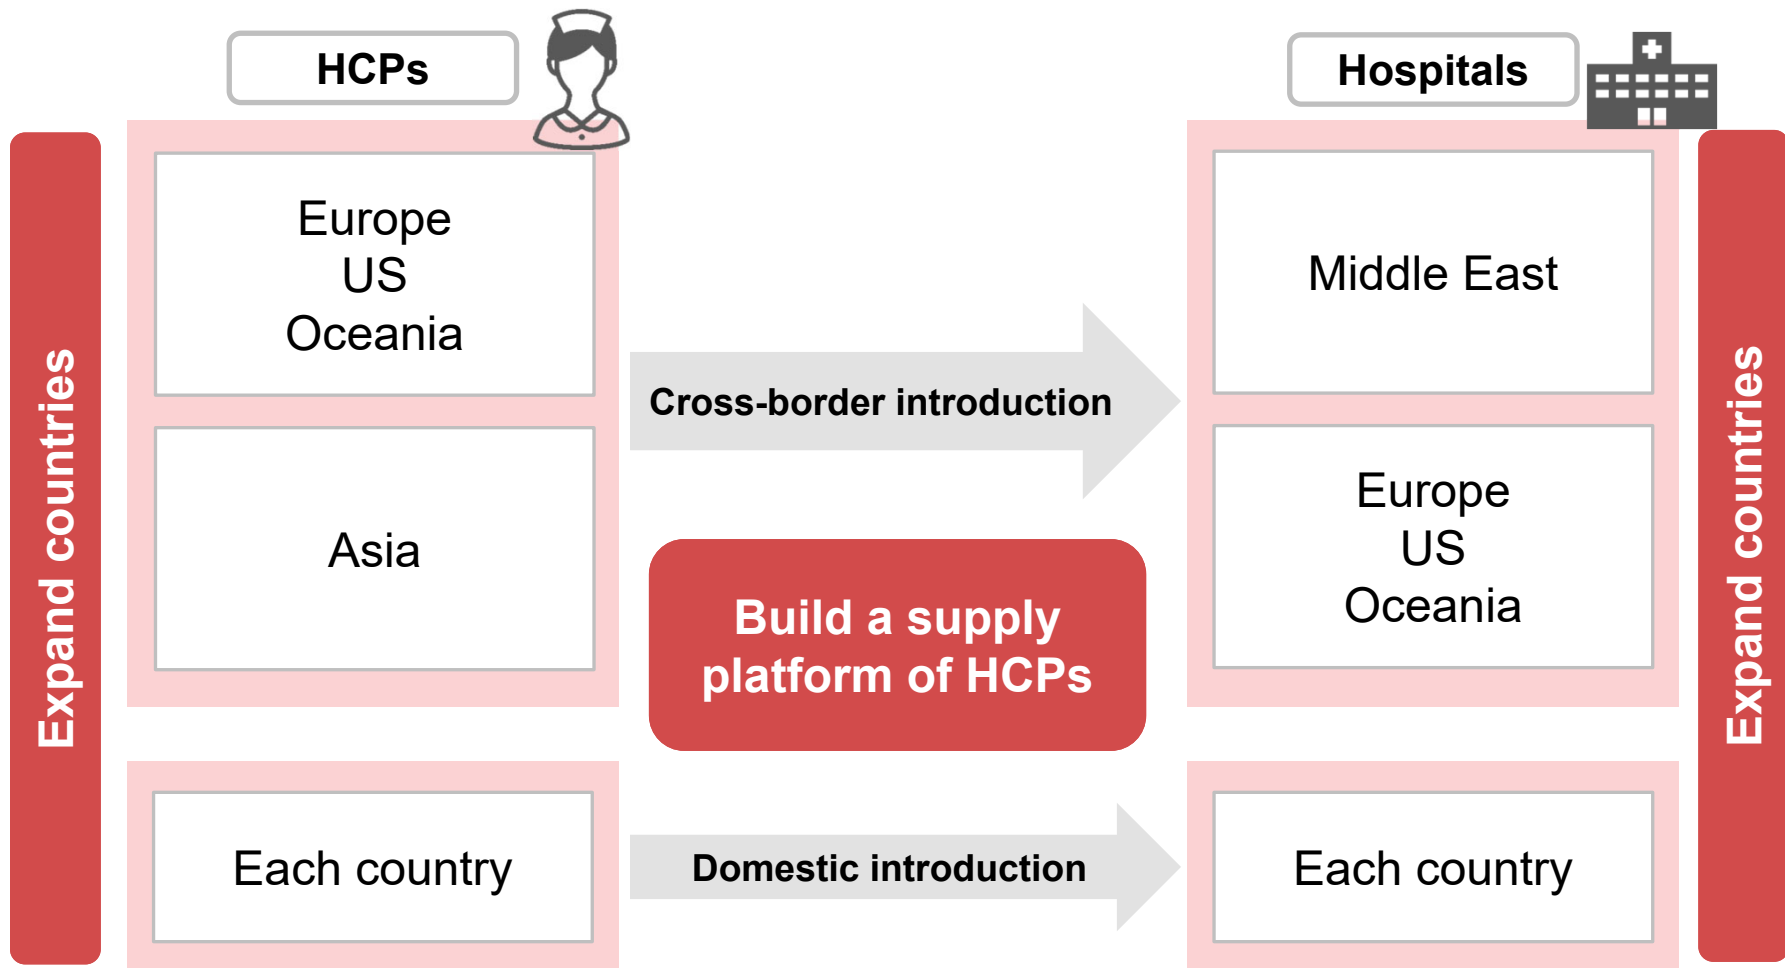 HCPs
Hospitals
Expand countries
Europe
US
Oceania
Asia
Cross-border introduction
Build a supply
platform of HCPs
Middle East
Europe
US
Oceania
Expand countries
Each country
Domestic introduction
Each country